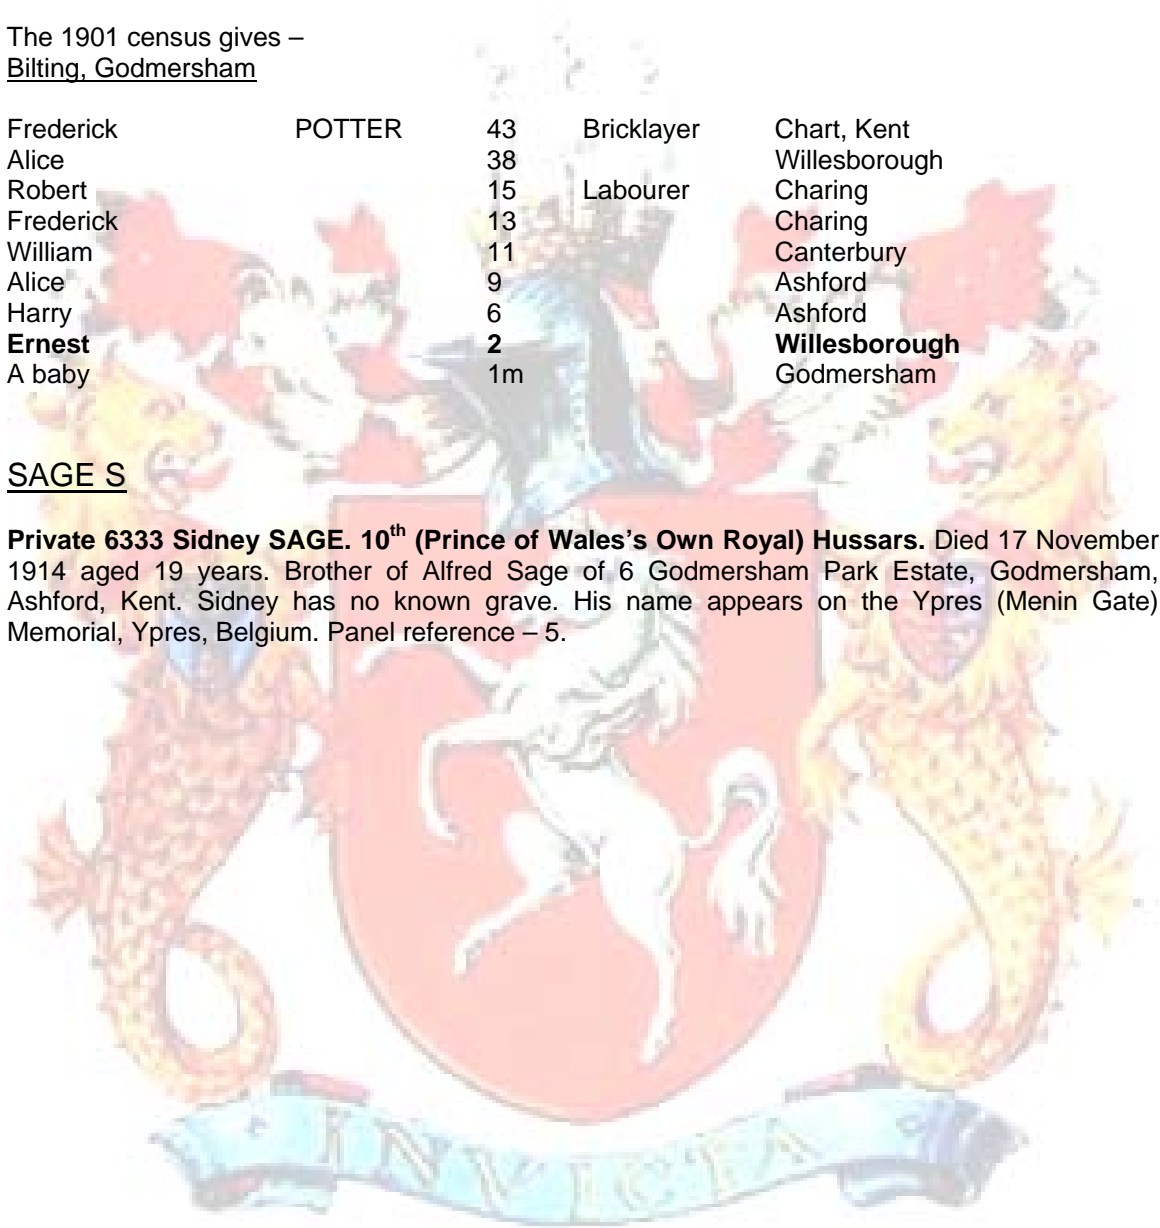 The 1901 census gives –
Bilting, Godmersham
Frederick POTTER 43 Bricklayer Chart, Kent
Alice 38 Willesborough
Robert 15 Labourer Charing
Frederick 13 Charing
William 11 Canterbury
Alice 9 Ashford
Harry 6 Ashford
Ernest 2 Willesborough
A baby 1m Godmersham
SAGE S
Private 6333 Sidney SAGE. 10th (Prince of Wales's Own Royal) Hussars. Died 17 November
1914 aged 19 years. Brother of Alfred Sage of 6 Godmersham Park Estate, Godmersham,
Ashford, Kent. Sidney has no known grave. His name appears on the Ypres (Menin Gate)
Memorial, Ypres, Belgium. Panel reference – 5.
INVICTA